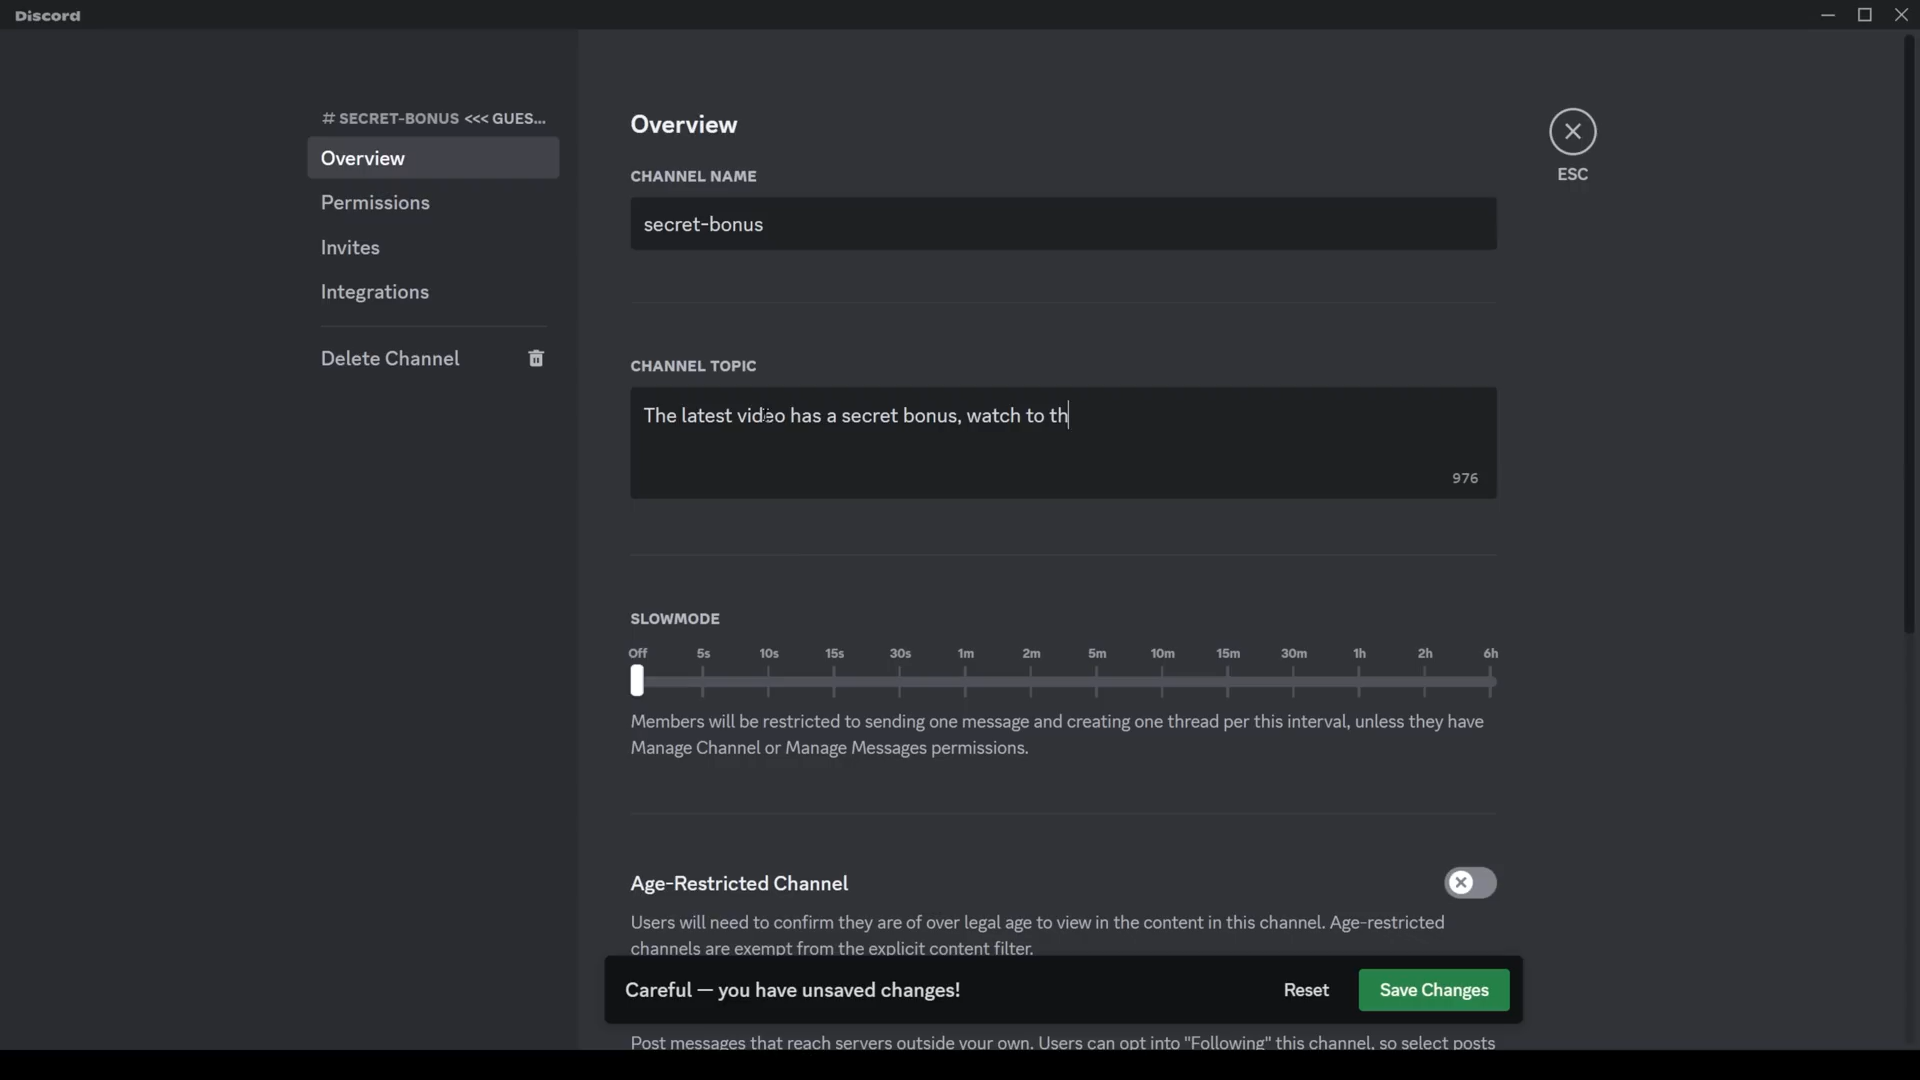 Discord
# SECRET-BONUS <<< GUES...
Overview
Permissions
Invites
Integrations
Delete Channel
Overview
ESC
CHANNEL NAME
secret-bonus
CHANNEL TOPIC
The latest video has a secret bonus, watch to th
976
SLOWMODE
Off 5s 10s 15s 30s 1m 2m 5m 10m 15m 30m 1h 2h 6h
Members will be restricted to sending one message and creating one thread per this interval, unless they have
Manage Channel or Manage Messages permissions.
Age-Restricted Channel
Users will need to confirm they are of over legal age to view in the content in this channel. Age-restricted
channels are exempt from the explicit content filter.
Careful — you have unsaved changes!
Reset
Save Changes
Post messages that reach servers outside your own. Users can opt into "Following" this channel, so select posts